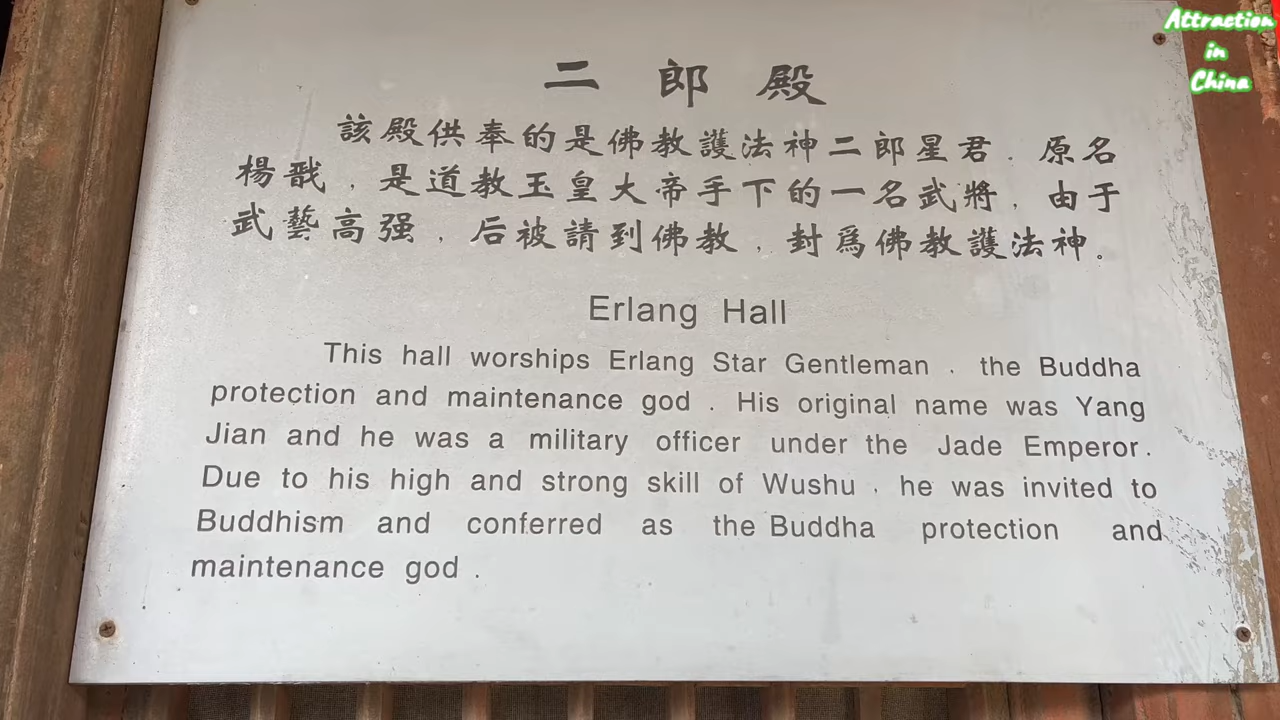 Attraction
in
China
二郎殿
該殿供奉的是佛教護法神二郎星君．原名
楊戩，是道教玉皇大帝手下的一名武將，由于
武藝高强，后被請到佛教，封爲佛教護法神。
Erlang Hall
This hall worships Erlang Star Gentleman , the Buddha
protection and maintenance god . His original name was Yang
Jian and he was a military officer under the Jade Emperor.
Due to his high and strong skill of Wushu , he was invited to
Buddhism and conferred as the Buddha protection and
maintenance god .